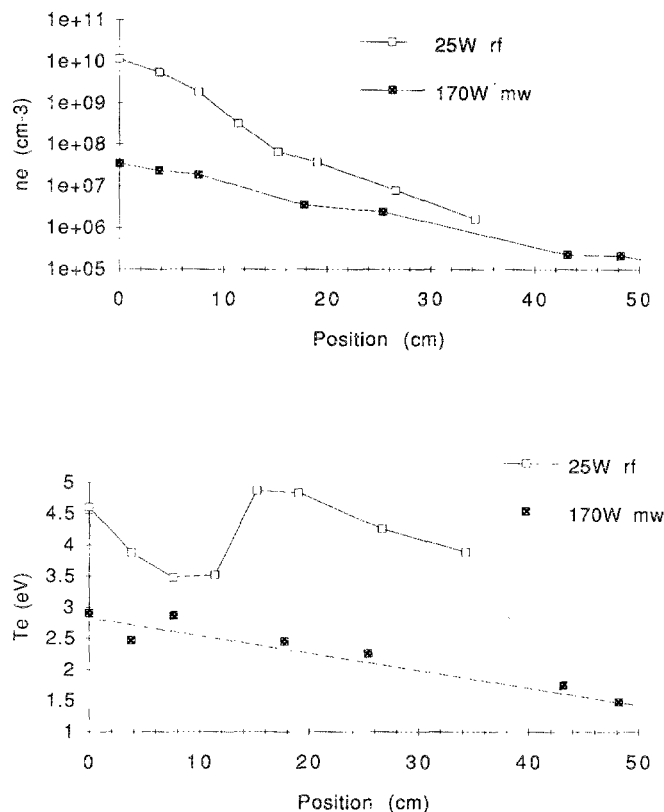 1e+11
1e+10
1e+09
1e+08
1e+07
1e+06
1e+05
ne (cm-3)
25W rf
170W mw
0 10 20 30 40 50
Position (cm)
25W rf
170W mw
5
4.5
4
3.5
3
2.5
2
1.5
1
Te (eV)
0 10 20 30 40 50
Position (cm)